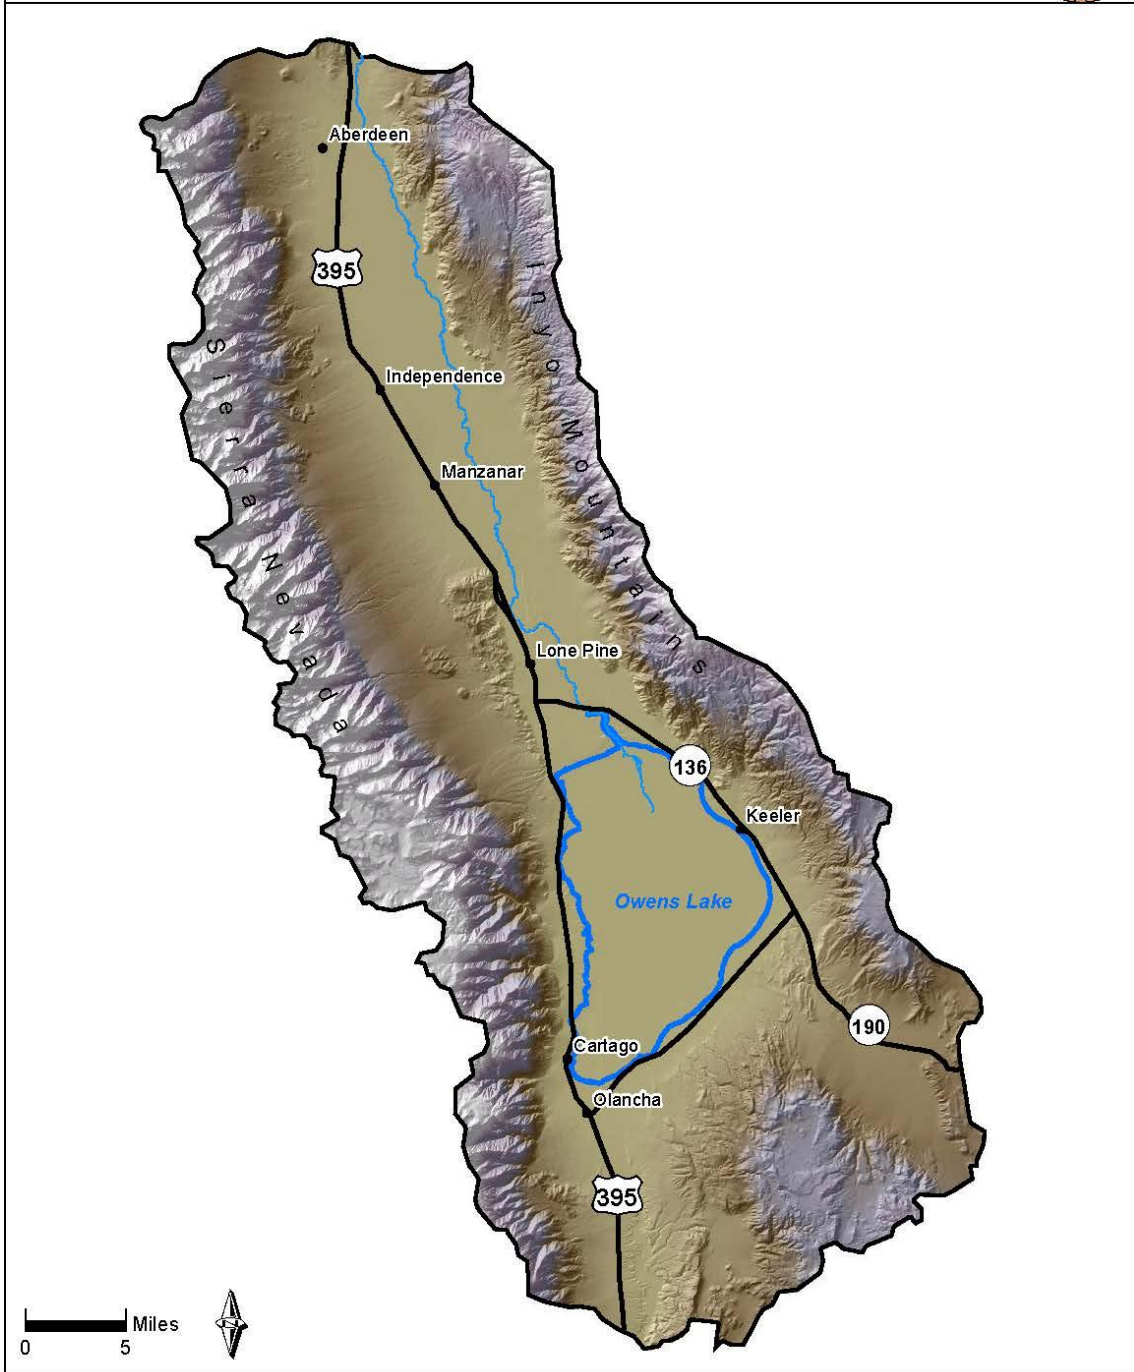 Aberdeen
395
Inyo Mountains
Sierra Nevada
Independence
Manzanar
Lone Pine
136
Keeler
Owens Lake
190
Cartago
Olancha
395
Miles
0 5
N